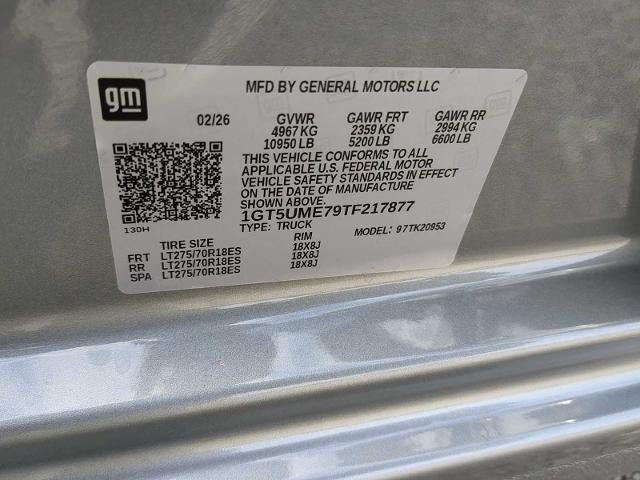 gm
MFD BY GENERAL MOTORS LLC
02/26 GVWR GAWR FRT GAWR RR
4967 KG 2359 KG 2994 KG
10950 LB 5200 LB 6600 LB
THIS VEHICLE CONFORMS TO ALL
APPLICABLE U.S. FEDERAL MOTOR
VEHICLE SAFETY STANDARDS IN EFFECT
ON THE DATE OF MANUFACTURE
SHOWN ABOVE.
1GT5UME79TF217877
130H
TYPE: TRUCK MODEL: 97TK20953
TIRE SIZE RIM
FRT LT275/70R18ES 18X8J
RR LT275/70R18ES 18X8J
SPA LT275/70R18ES 18X8J